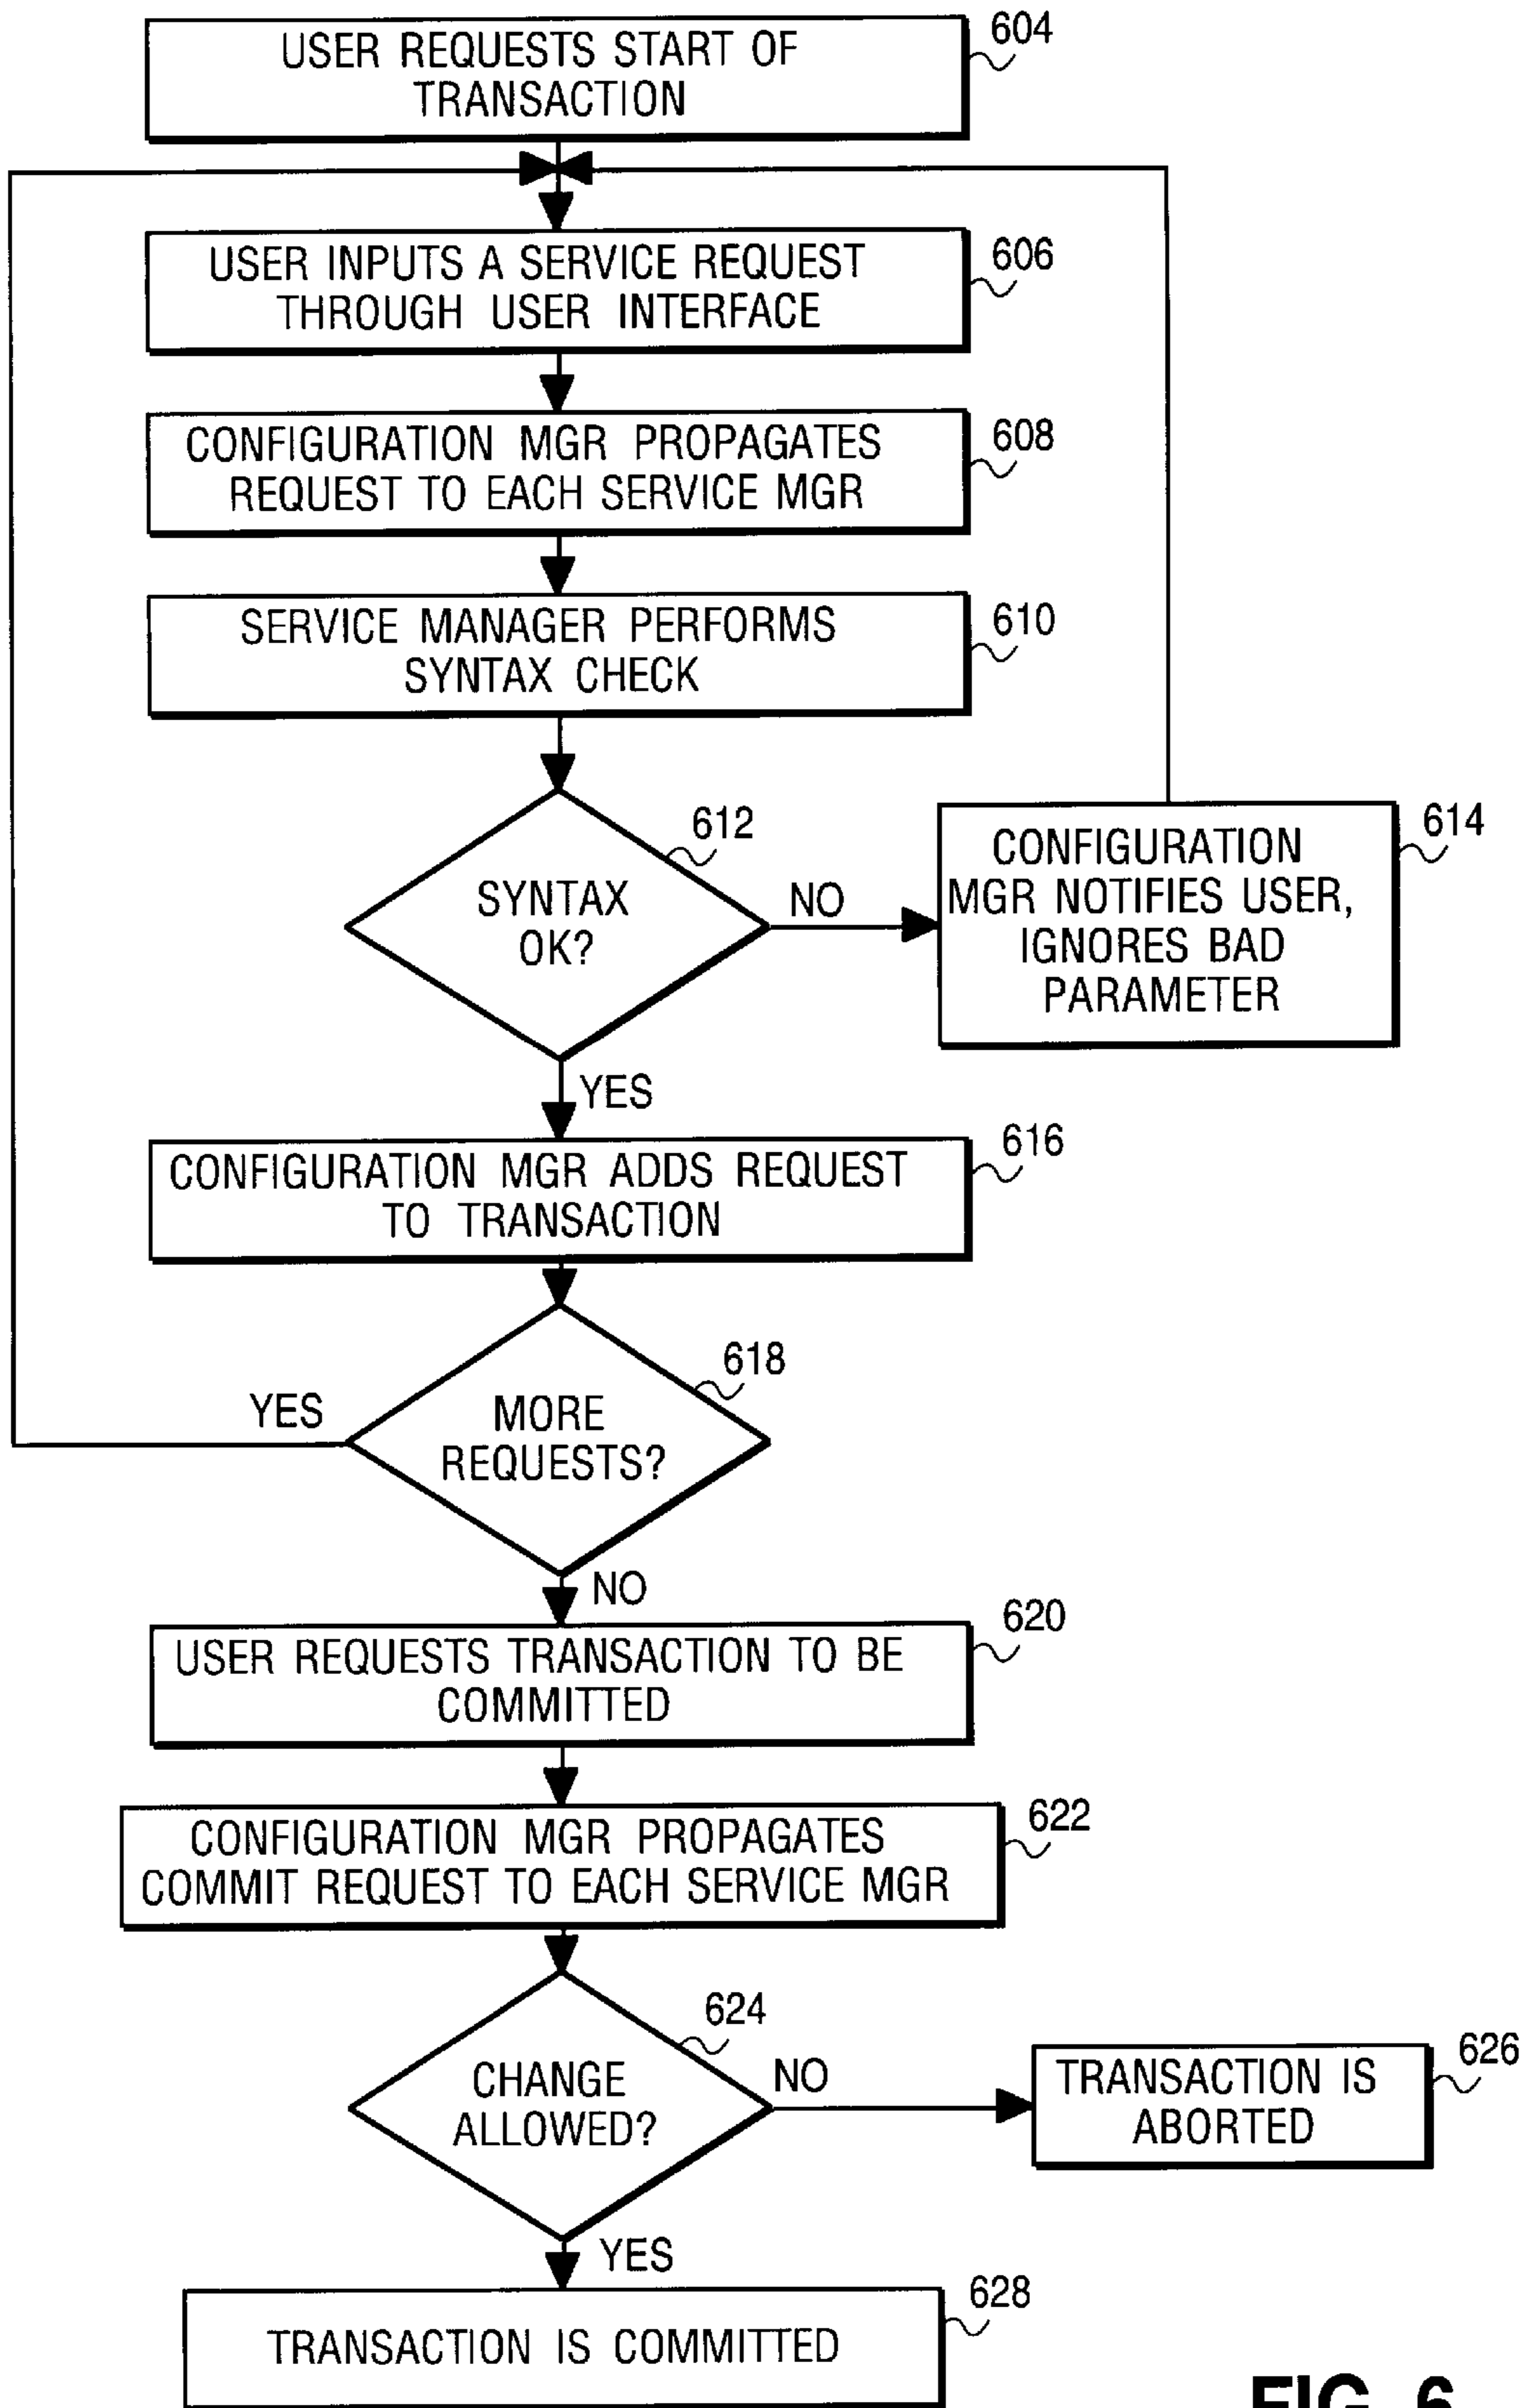 USER REQUESTS START OF
TRANSACTION
604
USER INPUTS A SERVICE REQUEST
THROUGH USER INTERFACE
606
CONFIGURATION MGR PROPAGATES
REQUEST TO EACH SERVICE MGR
608
SERVICE MANAGER PERFORMS
SYNTAX CHECK
610
612
SYNTAX
OK?
NO
CONFIGURATION
MGR NOTIFIES USER,
IGNORES BAD
PARAMETER
614
YES
CONFIGURATION MGR ADDS REQUEST
TO TRANSACTION
616
618
MORE
REQUESTS?
YES
NO
USER REQUESTS TRANSACTION TO BE
COMMITTED
620
CONFIGURATION MGR PROPAGATES
COMMIT REQUEST TO EACH SERVICE MGR
622
624
CHANGE
ALLOWED?
NO
TRANSACTION IS
ABORTED
626
YES
TRANSACTION IS COMMITTED
628
FIG. 6